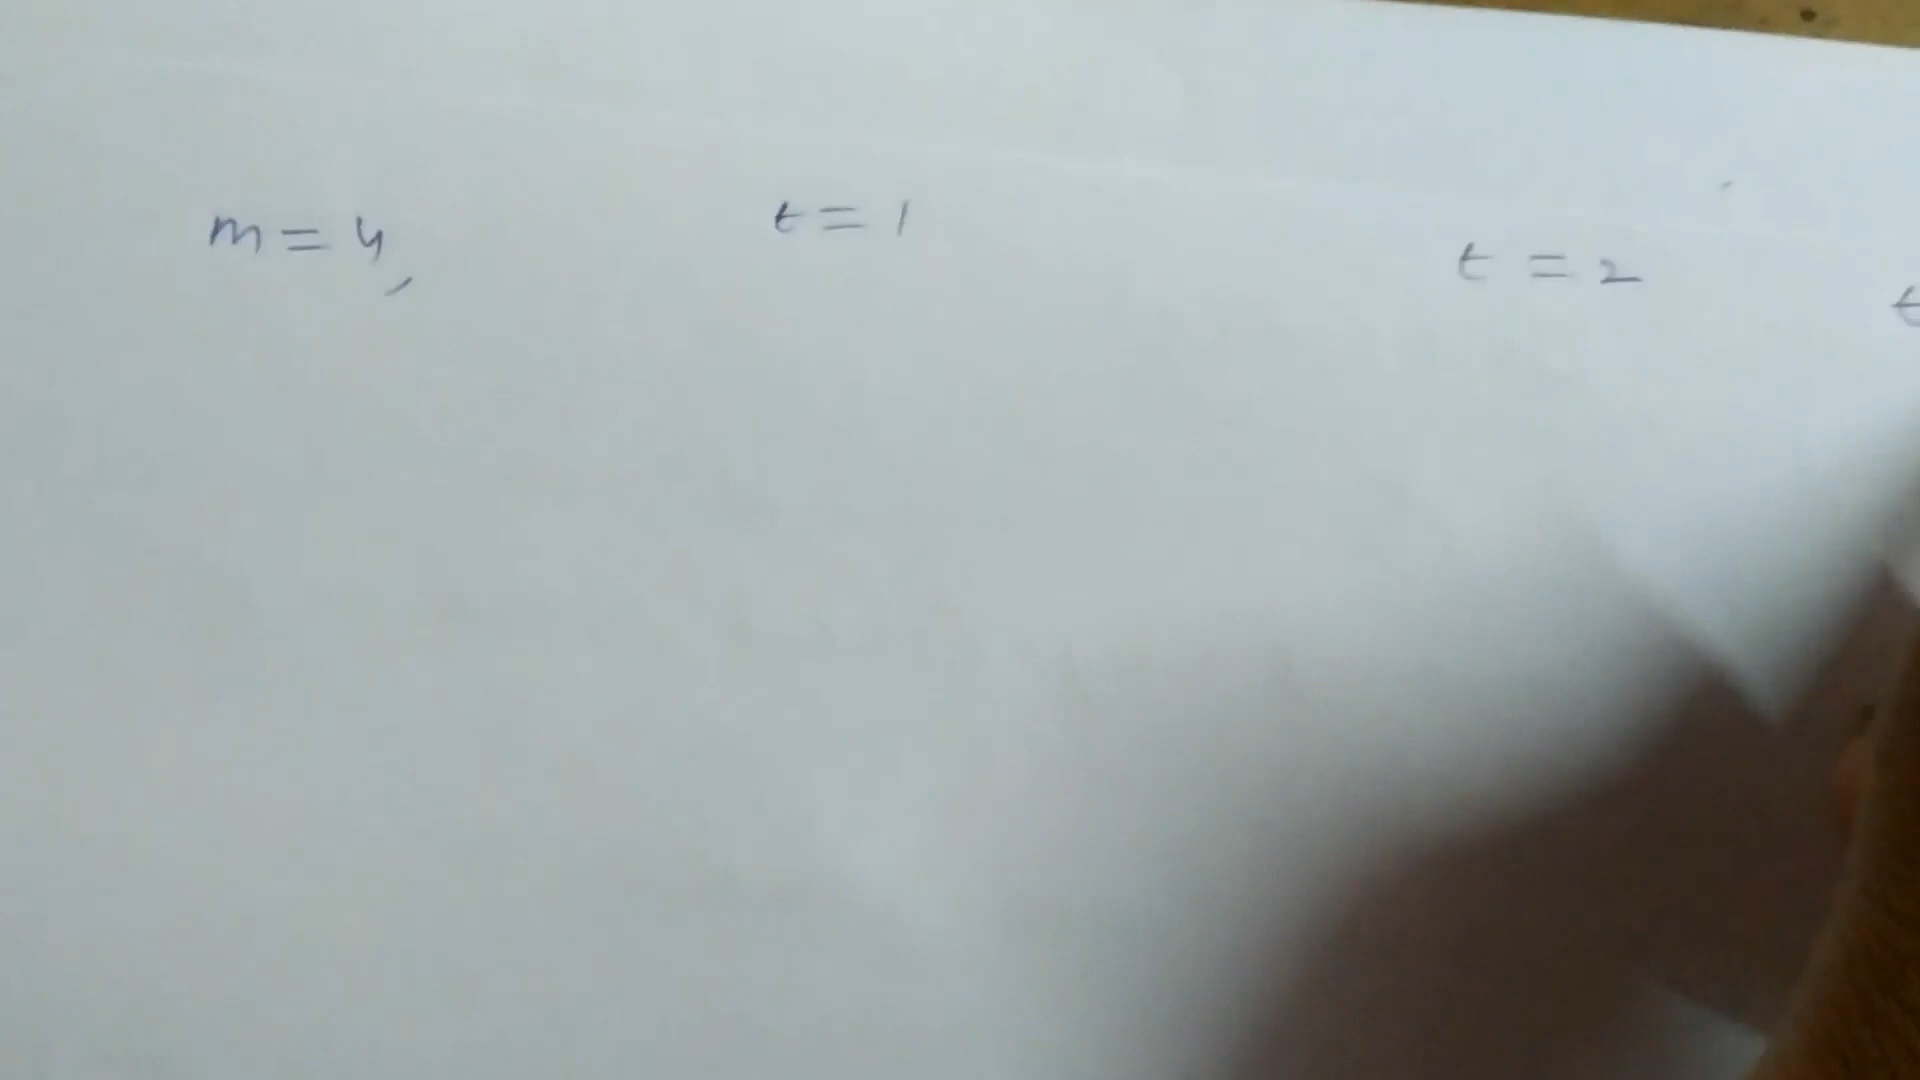 m = 4, t = 1 t = 2 t